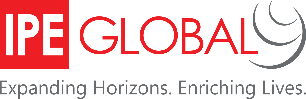 IPE GLOBAL
Expanding Horizons. Enriching Lives.